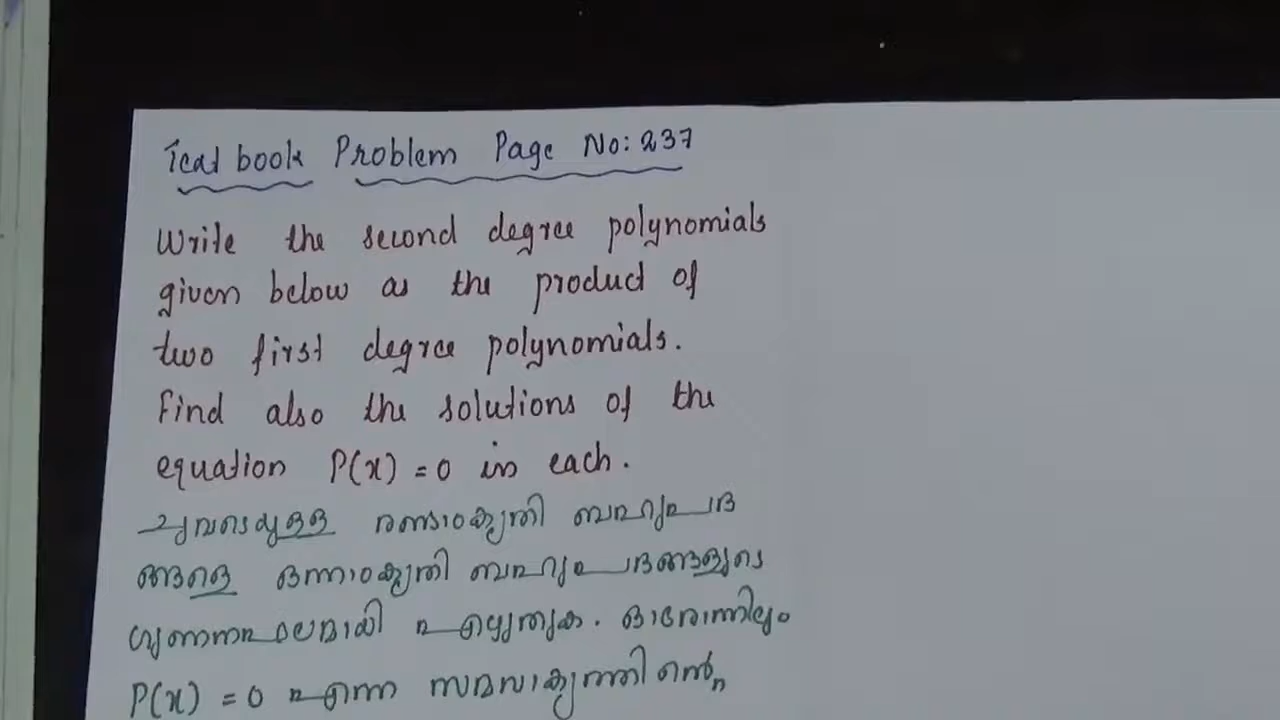 Text book Problem Page No: 237
Write the second degree polynomials
given below as the product of
two first degree polynomials.
Find also the solutions of the
equation P(x) = 0 in each.
ചുവടെയുള്ള രണ്ടാംകൃതി ബഹുപദ
ങ്ങളെ ഒന്നാംകൃതി ബഹുപദങ്ങളുടെ
ഗുണനഫലമായി എഴുതുക. ഓരോന്നിലും
P(x) = 0 എന്ന സമവാക്യത്തിന്റെ